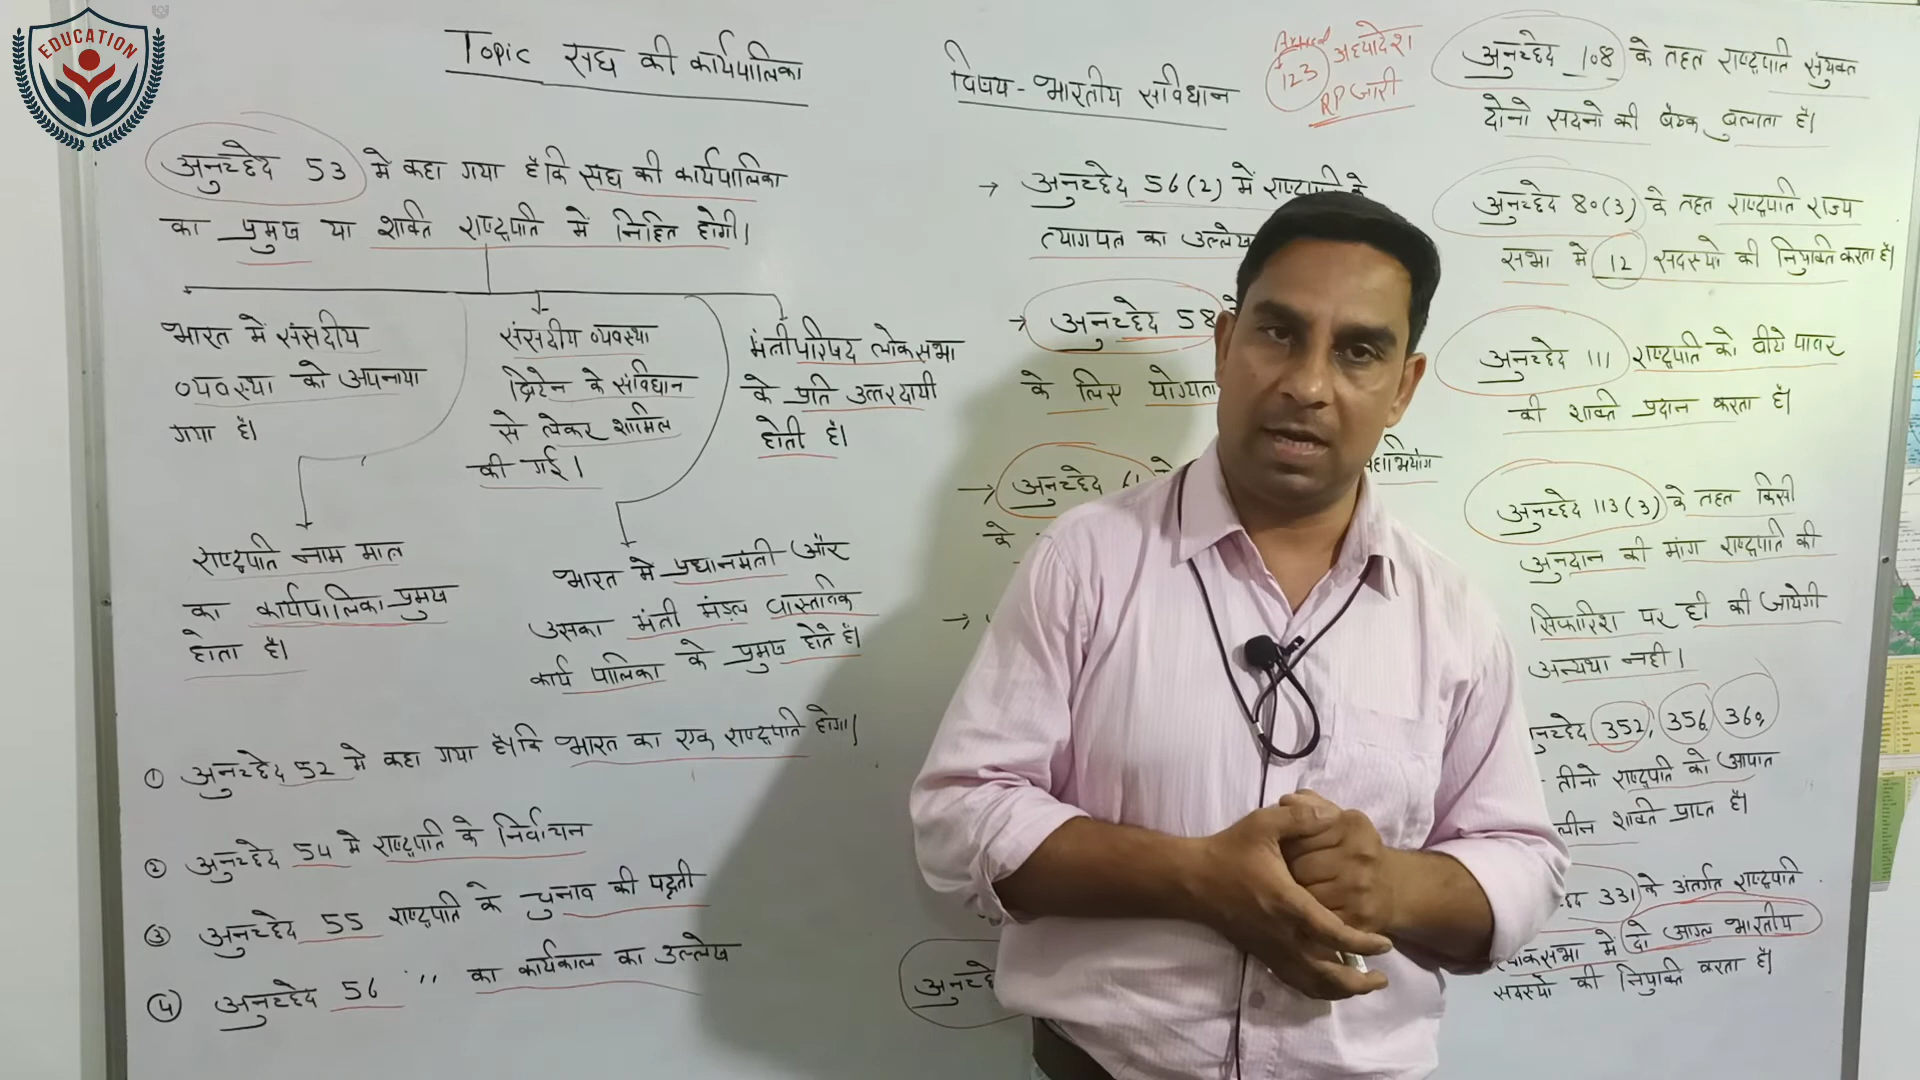 EDUCATION
Topic संघ की कार्यपालिका
विषय - भारतीय संविधान
123
अध्यादेश
RP जारी
अनुच्छेद 53 में कहा गया है कि संघ की कार्यपालिका
का प्रमुख या शक्ति राष्ट्रपति में निहित होगी।
भारत में संसदीय
व्यवस्था को अपनाया
गया है।
संसदीय व्यवस्था
ब्रिटेन के संविधान
से लेकर शामिल
की गई।
मंत्रीपरिषद लोकसभा
के प्रति उत्तरदायी
होती है।
राष्ट्रपति नाम मात्र
का कार्यपालिका प्रमुख
होता है।
भारत में प्रधानमंत्री और
उसका मंत्री मंडल वास्तविक
कार्य पालिका के प्रमुख होते है।
① अनुच्छेद 52 में कहा गया है कि भारत का एक राष्ट्रपति होगा।
② अनुच्छेद 54 में राष्ट्रपति के निर्वाचन
③ अनुच्छेद 55 राष्ट्रपति के चुनाव की पद्धती
④ अनुच्छेद 56 " का कार्यकाल का उल्लेख
→ अनुच्छेद 56(2) में राष्ट्रपति के
त्यागपत्र का उल्लेख
→ अनुच्छेद 58
के लिए योग्यता
→ अनुच्छेद 61 महाभियोग
के
→
अनुच्छेद
अनुच्छेद 108 के तहत राष्ट्रपति संयुक्त
दोनो सदनो की बैठक बुलाता है।
अनुच्छेद 80(3) के तहत राष्ट्रपति राज्य
सभा में 12 सदस्यो की नियुक्ति करता है।
अनुच्छेद 111 राष्ट्रपति को वीटो पावर
की शक्ति प्रदान करता है।
अनुच्छेद 113(3) के तहत किसी
अनुदान की मांग राष्ट्रपति की
सिफारिश पर ही की जायेगी
अन्यथा नही।
नुच्छेद 352, 356, 360,
- तीनो राष्ट्रपति को आपात
लीन शक्ति प्राप्त है।
छेद 331 के अंतर्गत राष्ट्रपति
लोकसभा में दो आग्ल भारतीय
सदस्यो की नियुक्ति करता है।